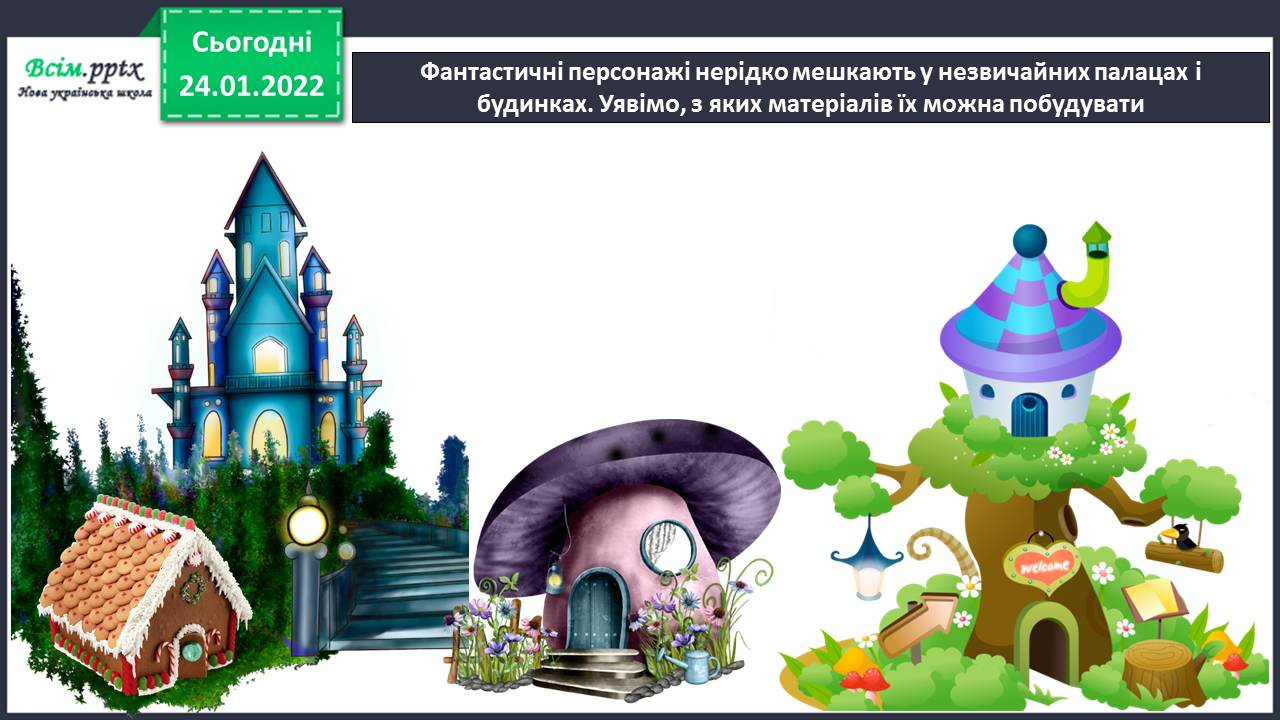 Всім.pptx
Нова українська школа
Сьогодні
24.01.2022
Фантастичні персонажі нерідко мешкають у незвичайних палацах і
будинках. Уявімо, з яких матеріалів їх можна побудувати
welcome